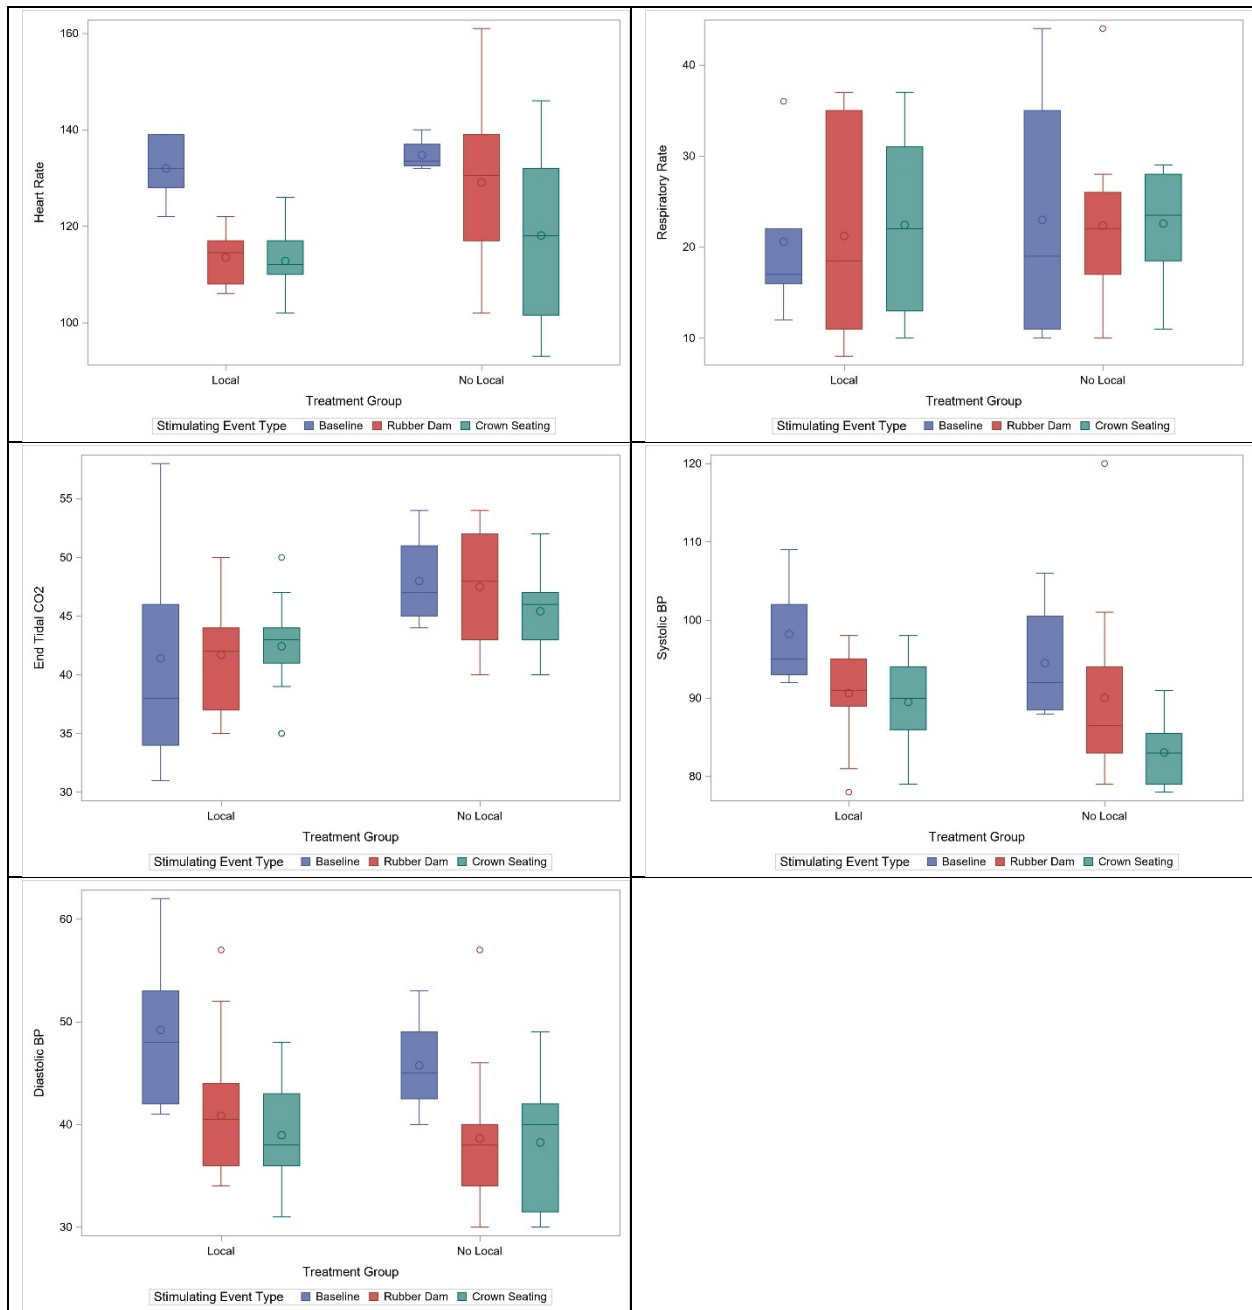 Heart Rate
160
140
120
100
Local
No Local
Treatment Group
Stimulating Event Type Baseline Rubber Dam Crown Seating
Respiratory Rate
40
30
20
10
Local
No Local
Treatment Group
Stimulating Event Type Baseline Rubber Dam Crown Seating
End Tidal CO2
55
50
45
40
35
30
Local
No Local
Treatment Group
Stimulating Event Type Baseline Rubber Dam Crown Seating
Systolic BP
120
110
100
90
80
Local
No Local
Treatment Group
Stimulating Event Type Baseline Rubber Dam Crown Seating
Diastolic BP
60
50
40
30
Local
No Local
Treatment Group
Stimulating Event Type Baseline Rubber Dam Crown Seating